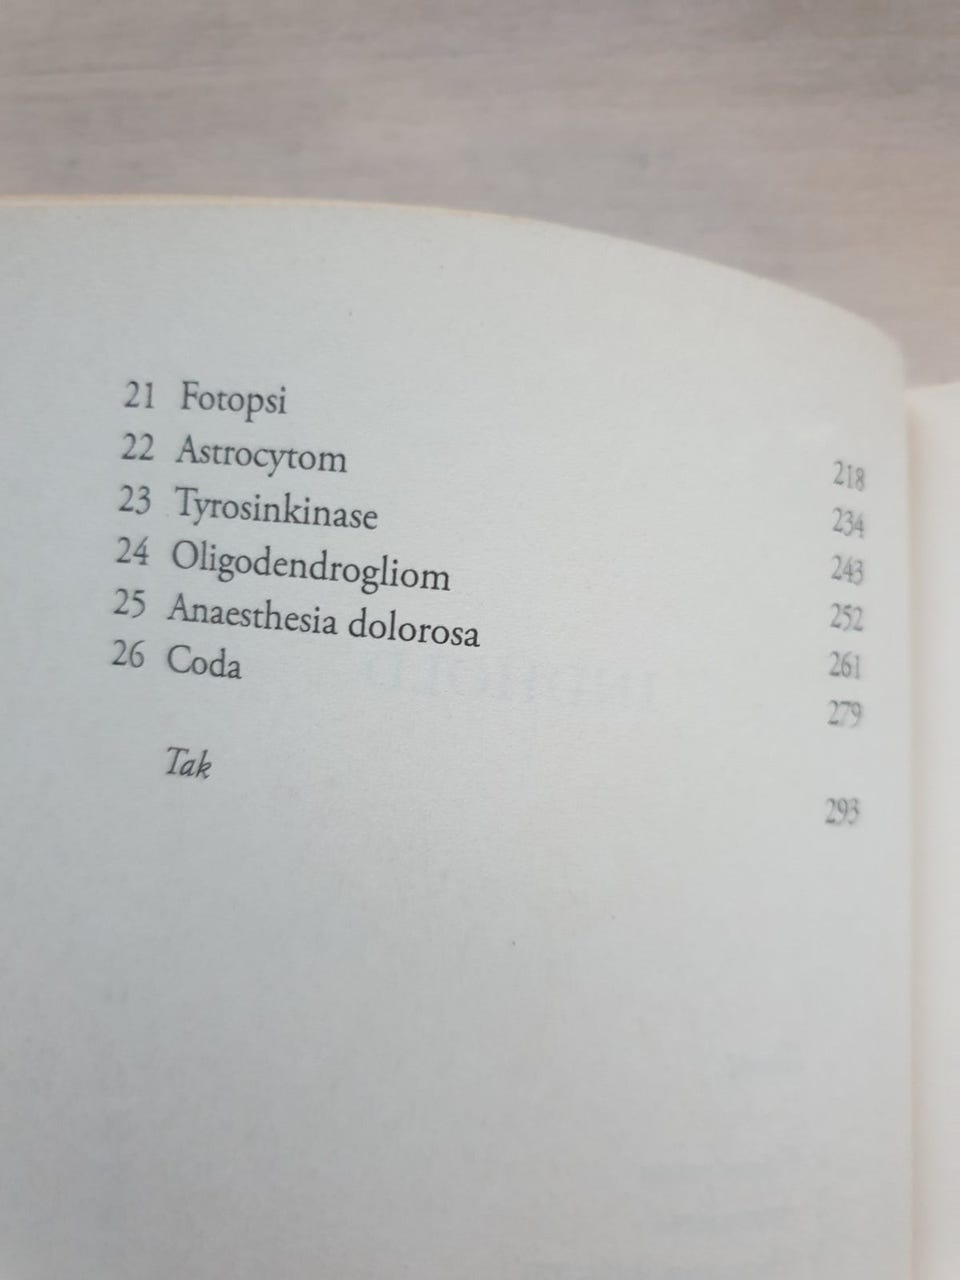 21 Fotopsi 218
22 Astrocytom 234
23 Tyrosinkinase 243
24 Oligodendrogliom 252
25 Anaesthesia dolorosa 261
26 Coda 279
Tak 293